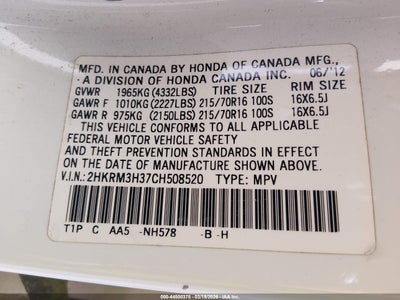 MFD. IN CANADA BY HONDA OF CANADA MFG.,
- A DIVISION OF HONDA CANADA INC. 06/'12
GVWR 1965KG(4332LBS) TIRE SIZE RIM SIZE
GAWR F 1010KG(2227LBS) 215/70R16 100S 16X6.5J
GAWR R 975KG(2150LBS) 215/70R16 100S 16X6.5J
THIS VEHICLE CONFORMS TO ALL APPLICABLE
FEDERAL MOTOR VEHICLE SAFETY
AND THEFT PREVENTION STANDARDS IN EFFECT
ON THE DATE OF MANUFACTURE SHOWN ABOVE.
V.I.N.: 2HKRM3H37CH508520 TYPE: MPV
T1P C AA5 -NH578 -B-H